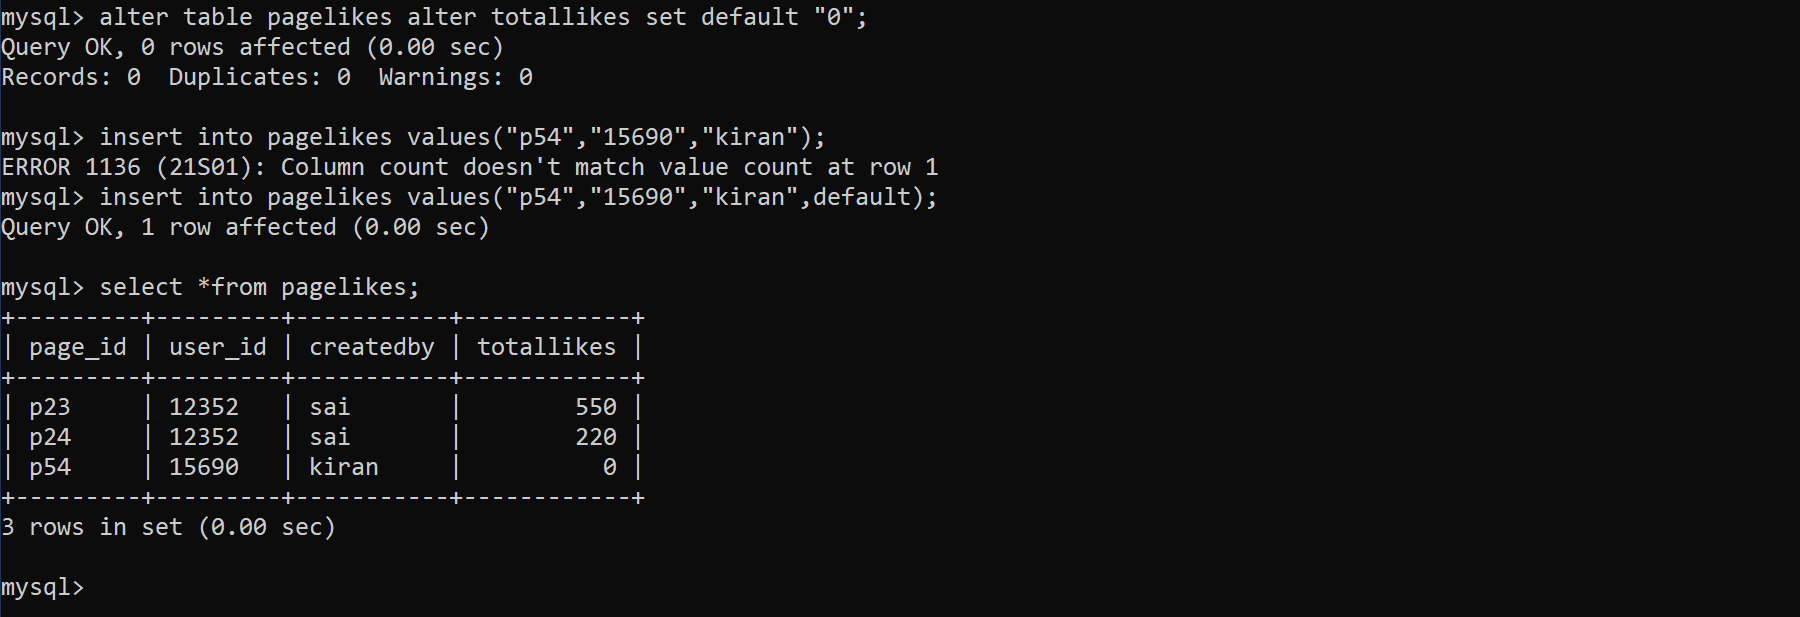 mysql> alter table pagelikes alter totallikes set default "0";
Query OK, 0 rows affected (0.00 sec)
Records: 0  Duplicates: 0  Warnings: 0
mysql> insert into pagelikes values("p54","15690","kiran");
ERROR 1136 (21S01): Column count doesn't match value count at row 1
mysql> insert into pagelikes values("p54","15690","kiran",default);
Query OK, 1 row affected (0.00 sec)
mysql> select *from pagelikes;
+---------+---------+-----------+------------+
| page_id | user_id | createdby | totallikes |
+---------+---------+-----------+------------+
| p23     | 12352   | sai       |        550 |
| p24     | 12352   | sai       |        220 |
| p54     | 15690   | kiran     |          0 |
+---------+---------+-----------+------------+
3 rows in set (0.00 sec)
mysql>